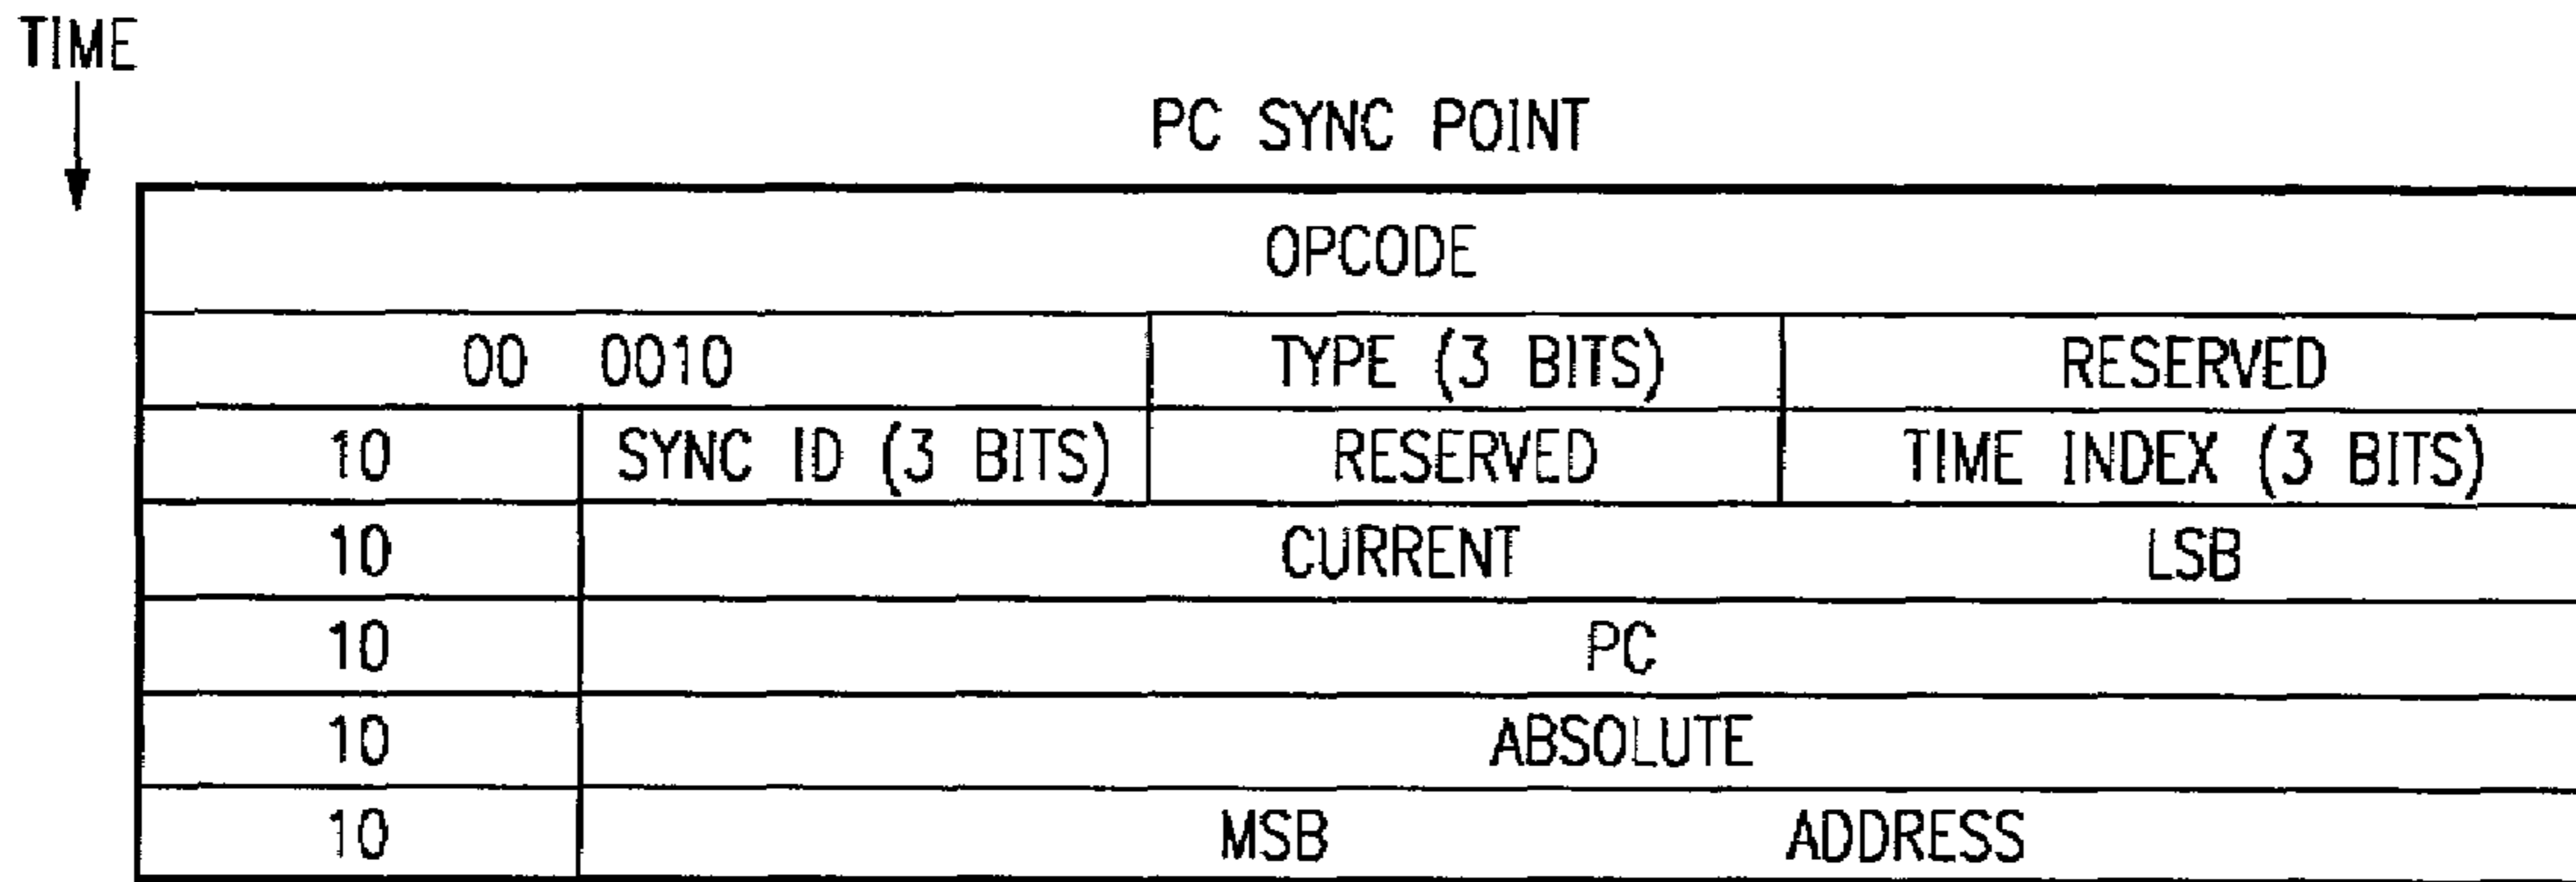 TIME
PC SYNC POINT
OPCODE
00 0010 TYPE (3 BITS) RESERVED
10 SYNC ID (3 BITS) RESERVED TIME INDEX (3 BITS)
10 CURRENT LSB
10 PC
10 ABSOLUTE
10 MSB ADDRESS